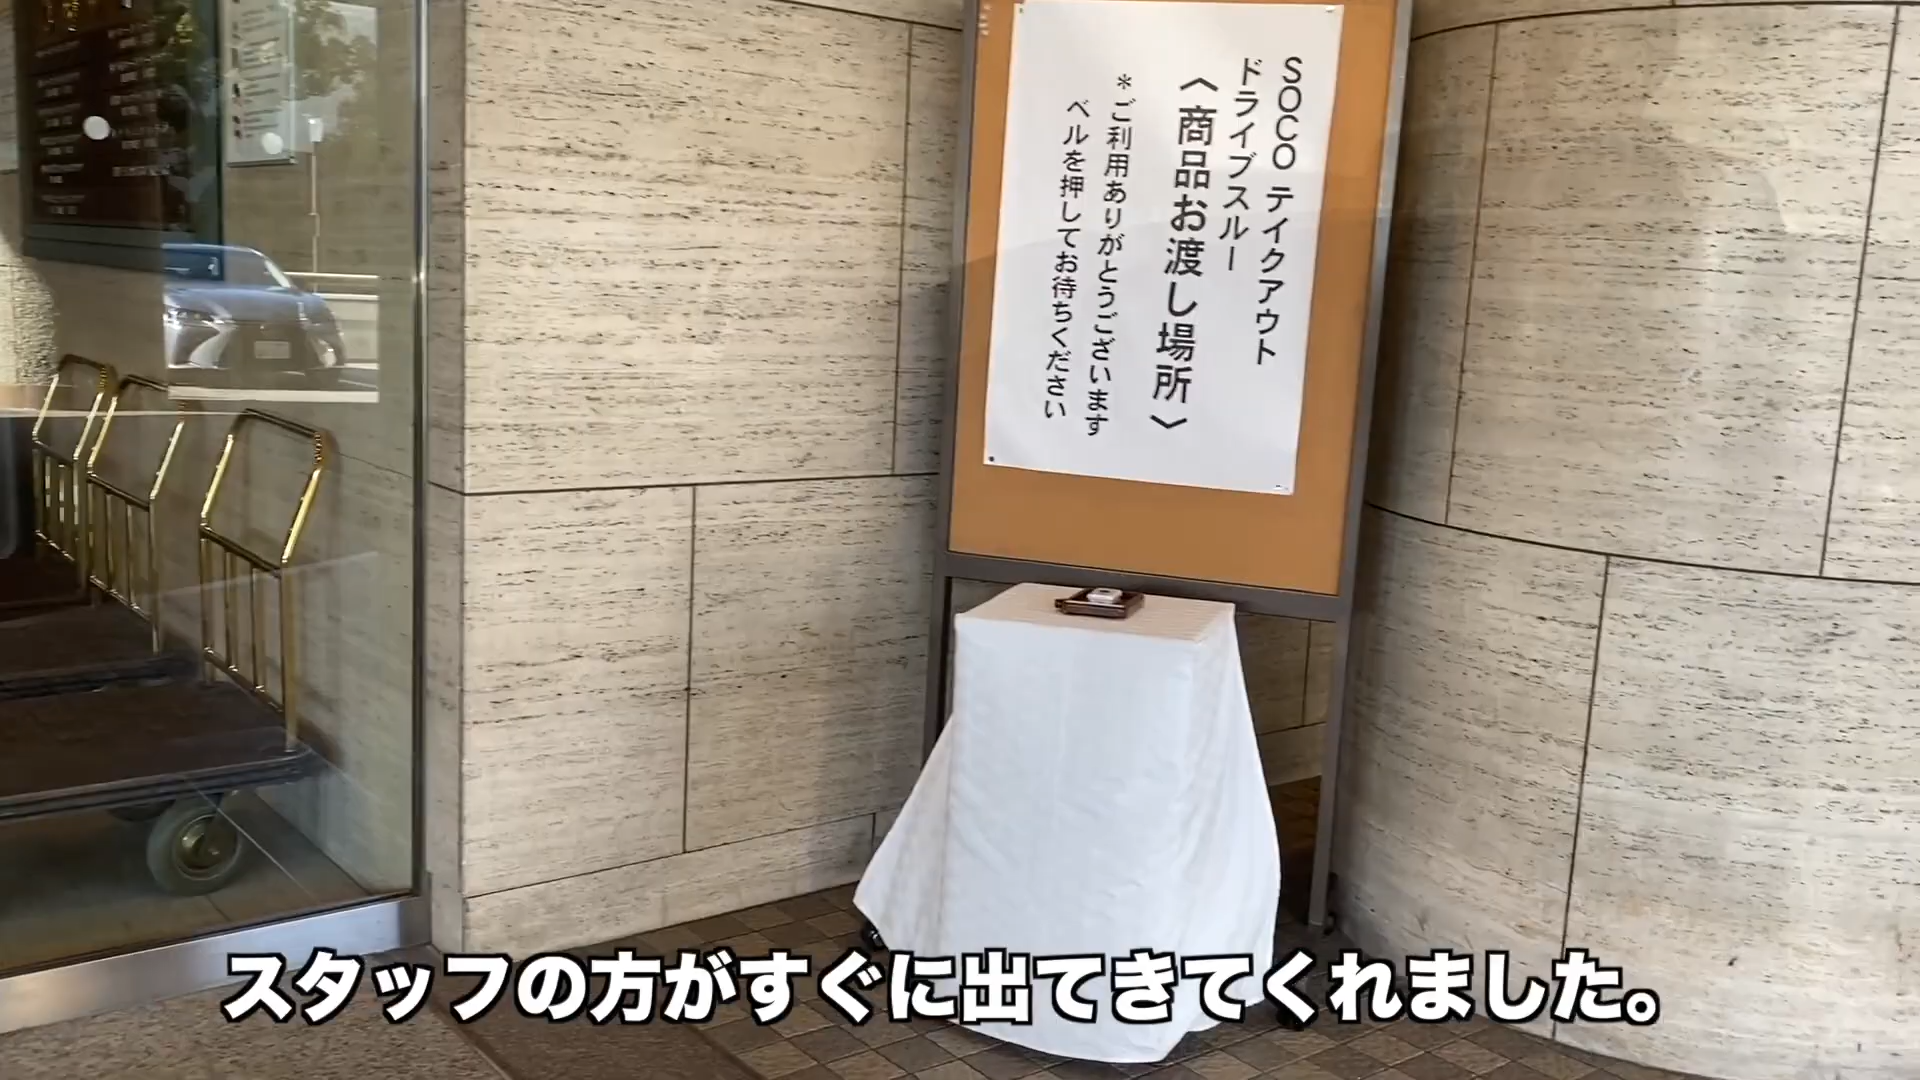 SOCO テイクアウト
ドライブスルー
〈商品お渡し場所〉
＊ご利用ありがとうございます
ベルを押してお待ちください
スタッフの方がすぐに出てきてくれました。